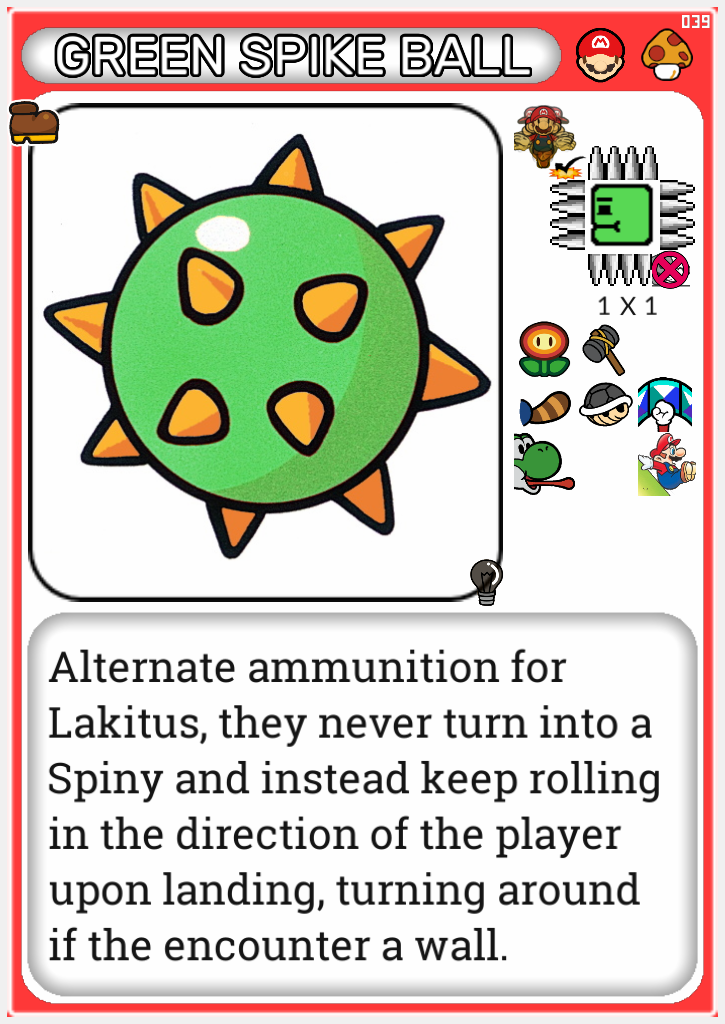 039
GREEN SPIKE BALL
1 X 1
Alternate ammunition for
Lakitus, they never turn into a
Spiny and instead keep rolling
in the direction of the player
upon landing, turning around
if the encounter a wall.